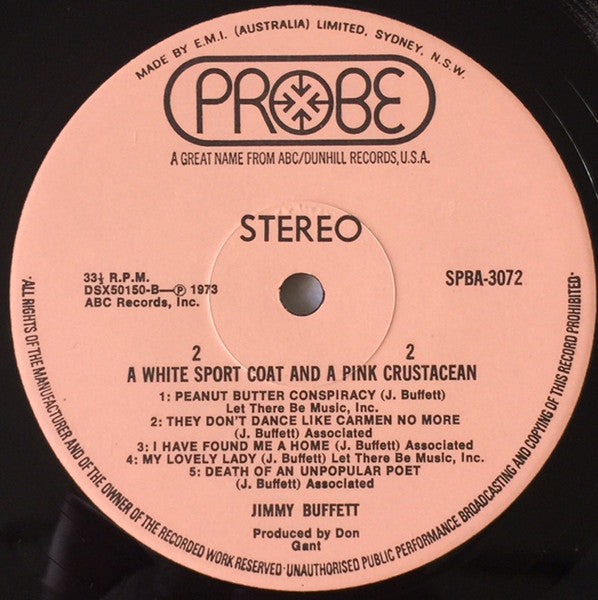 MADE BY E.M.I. (AUSTRALIA) LIMITED, SYDNEY, N.S.W.
PROBE
A GREAT NAME FROM ABC/DUNHILL RECORDS, U.S.A.
STEREO
33⅓ R.P.M.
DSX50150-B—Ⓟ 1973
ABC Records, Inc.
SPBA-3072
2 2
A WHITE SPORT COAT AND A PINK CRUSTACEAN
1: PEANUT BUTTER CONSPIRACY (J. Buffett)
Let There Be Music, Inc.
2: THEY DON'T DANCE LIKE CARMEN NO MORE
(J. Buffett) Associated
3: I HAVE FOUND ME A HOME (J. Buffett) Associated
4: MY LOVELY LADY (J. Buffett) Let There Be Music, Inc.
5: DEATH OF AN UNPOPULAR POET
(J. Buffett) Associated
JIMMY BUFFETT
Produced by Don
Gant
·ALL RIGHTS OF THE MANUFACTURER AND OF THE OWNER OF THE RECORDED WORK RESERVED·UNAUTHORISED PUBLIC PERFORMANCE BROADCASTING AND COPYING OF THIS RECORD PROHIBITED·